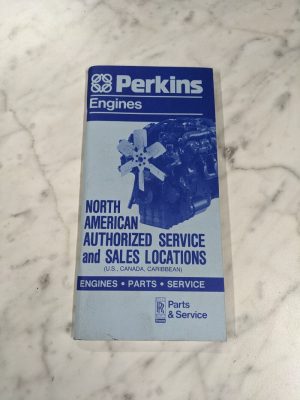 Perkins
Engines
NORTH
AMERICAN
AUTHORIZED SERVICE
and SALES LOCATIONS
(U.S., CANADA, CARIBBEAN)
ENGINES • PARTS • SERVICE
Parts
& Service